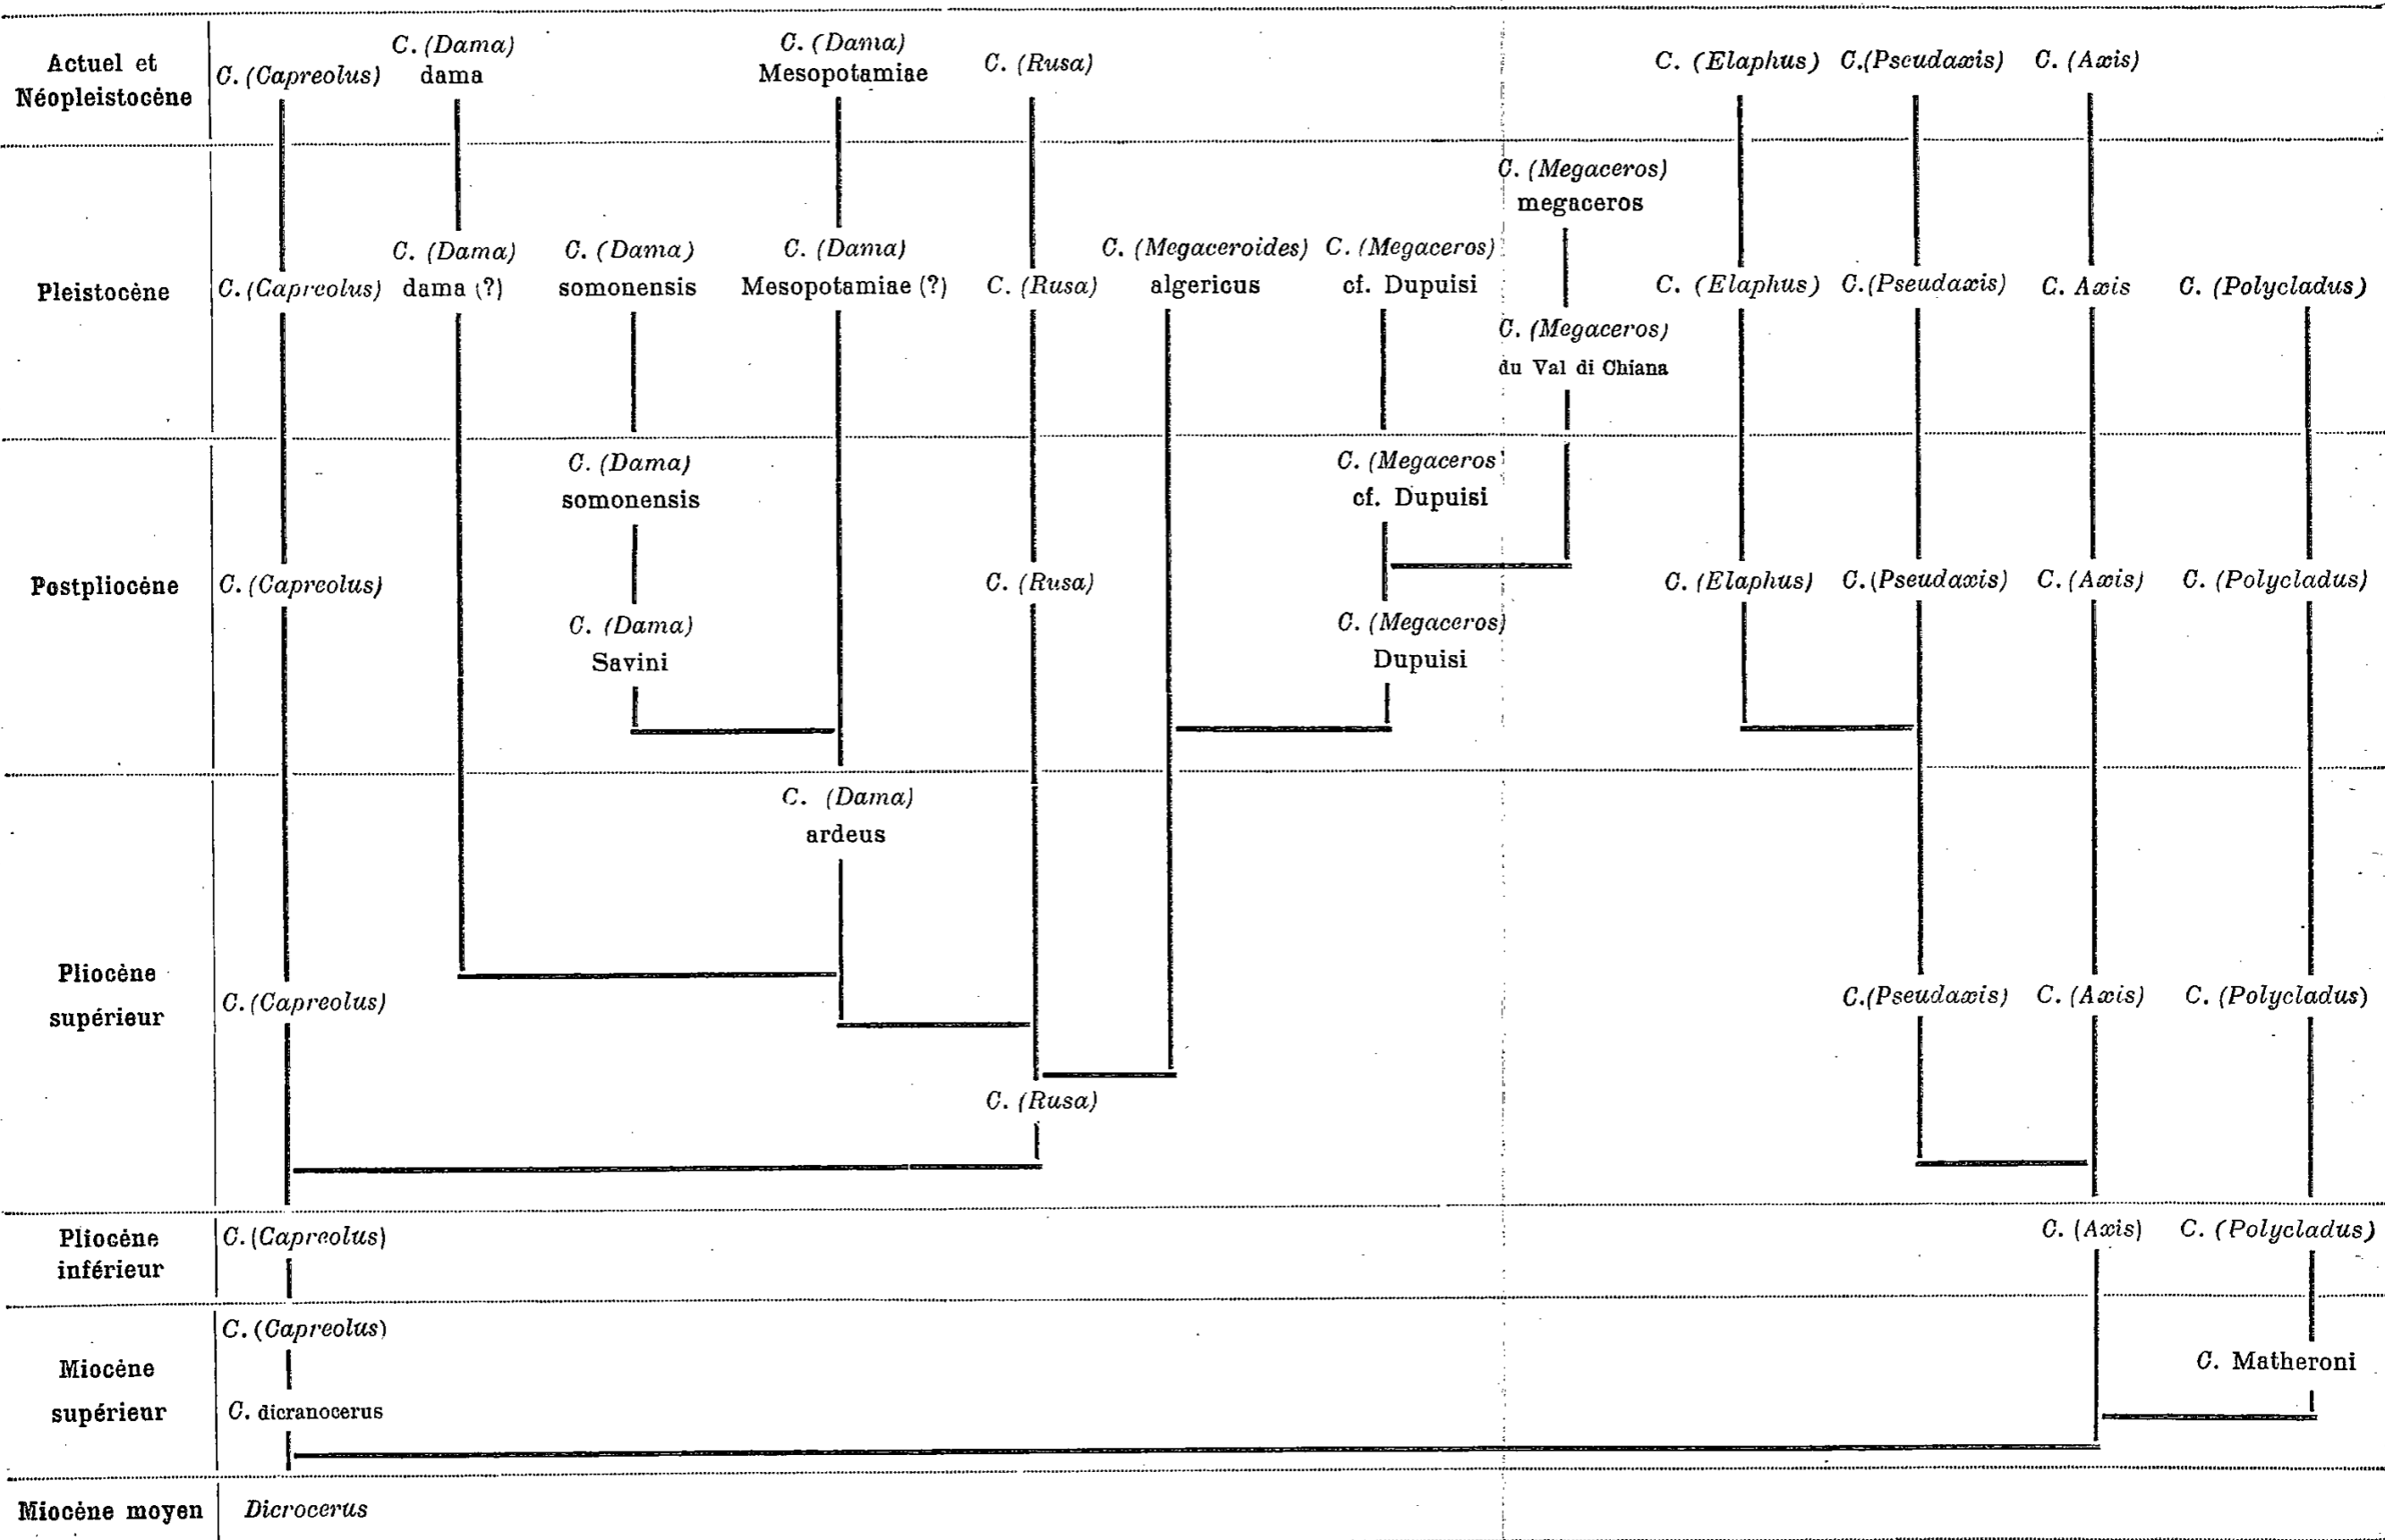 Actuel et
Néopleistocène
C. (Capreolus)
C. (Dama)
dama
C. (Dama)
Mesopotamiae
C. (Rusa)
C. (Elaphus)
C. (Pseudaxis)
C. (Axis)
Pleistocène
C. (Capreolus)
C. (Dama)
dama (?)
C. (Dama)
somonensis
C. (Dama)
Mesopotamiae (?)
C. (Rusa)
C. (Megaceroides)
algericus
C. (Megaceros)
cf. Dupuisi
C. (Megaceros)
megaceros
C. (Megaceros)
du Val di Chiana
C. (Elaphus)
C. (Pseudaxis)
C. Axis
C. (Polycladus)
Postpliocène
C. (Capreolus)
C. (Dama)
somonensis
C. (Dama)
Savini
C. (Rusa)
C. (Megaceros
cf. Dupuisi
C. (Megaceros)
Dupuisi
C. (Elaphus)
C. (Pseudaxis)
C. (Axis)
C. (Polycladus)
Pliocène
supérieur
C. (Capreolus)
C. (Dama)
ardeus
C. (Rusa)
C. (Pseudaxis)
C. (Axis)
C. (Polycladus)
Pliocène
inférieur
C. (Capreolus)
C. (Axis)
C. (Polycladus)
Miocène
supérieur
C. (Capreolus)
C. dicranocerus
C. Matheroni
Miocène moyen
Dicrocerus